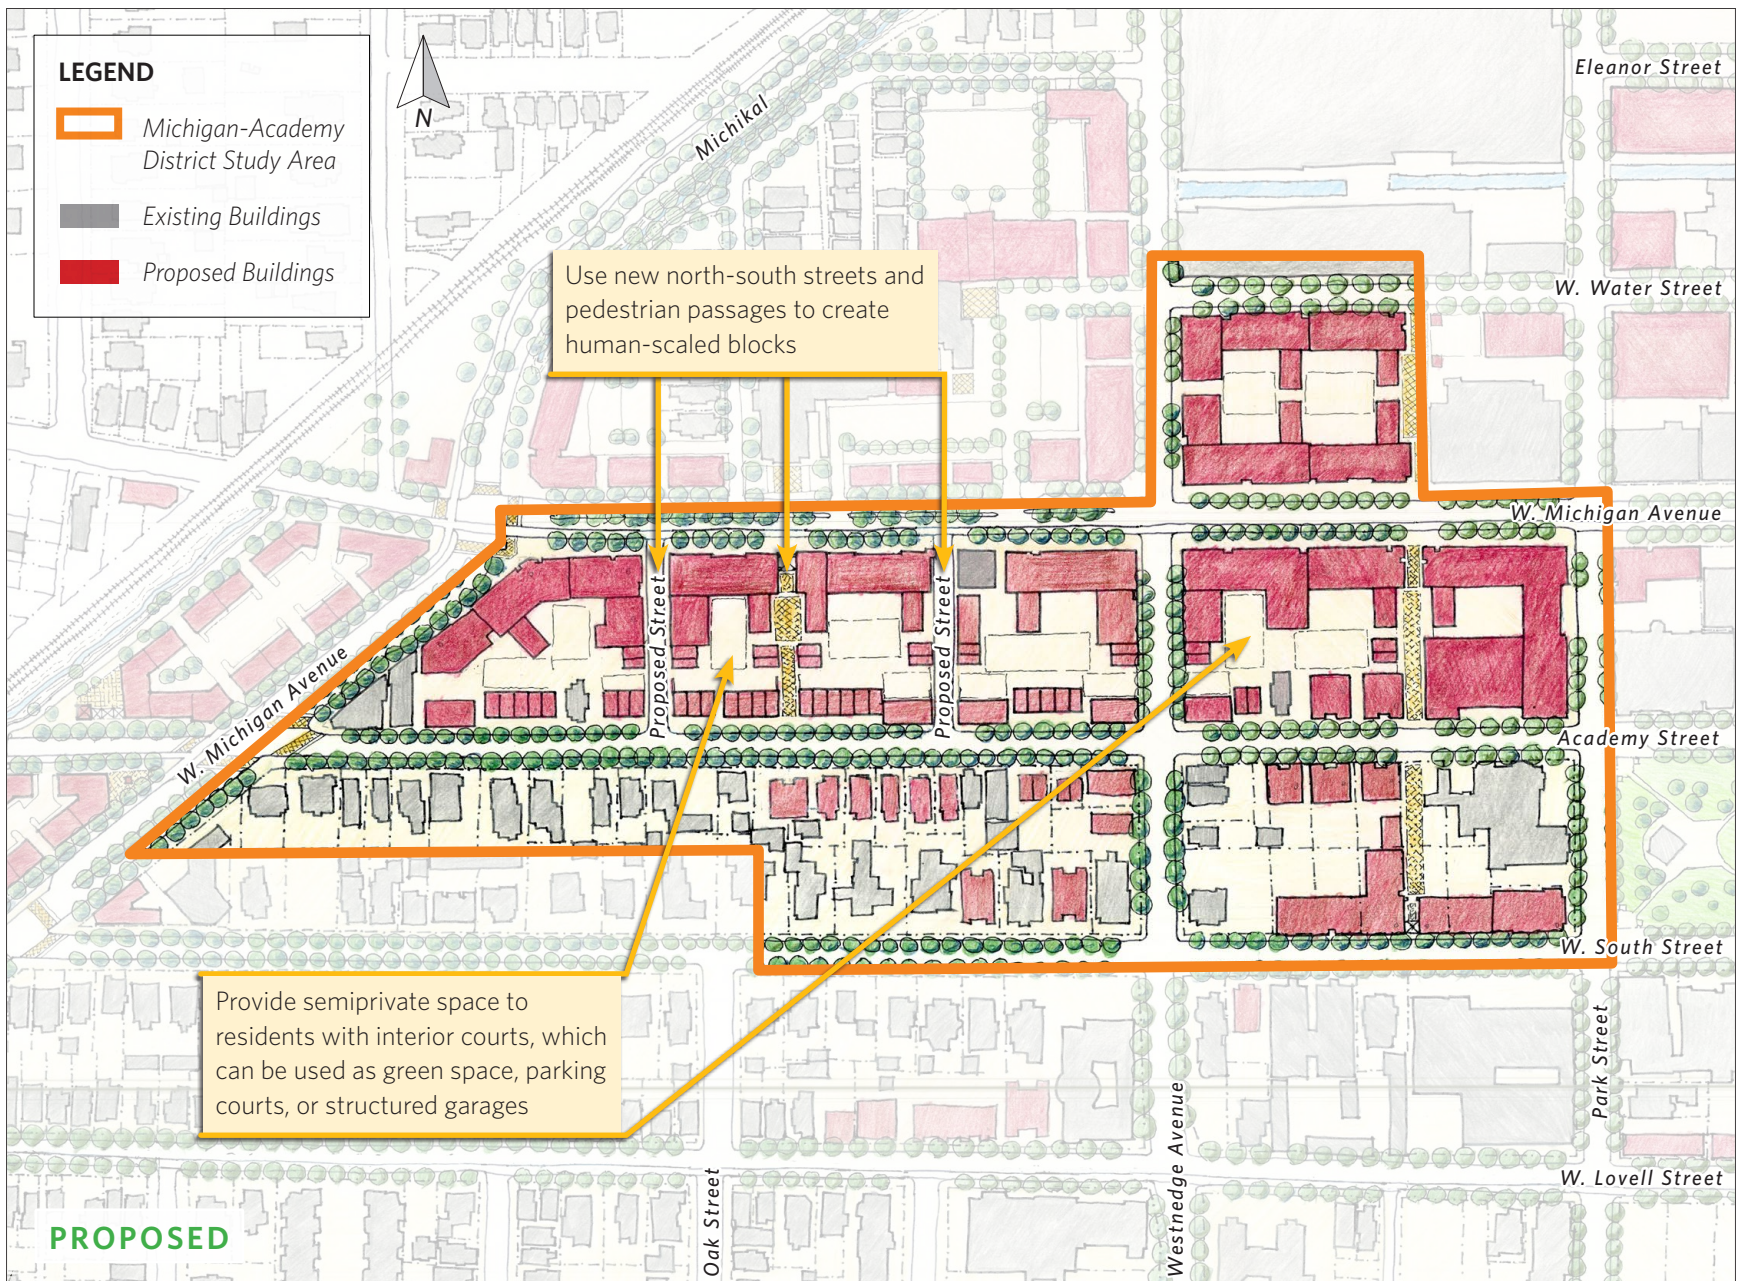 LEGEND
Michigan-Academy
District Study Area
Existing Buildings
Proposed Buildings
N
Michikal
Eleanor Street
Use new north-south streets and
pedestrian passages to create
human-scaled blocks
W. Water Street
W. Michigan Avenue
Proposed Street
Proposed Street
W. Michigan Avenue
Academy Street
W. South Street
Provide semiprivate space to
residents with interior courts, which
can be used as green space, parking
courts, or structured garages
Park Street
Westnedge Avenue
Oak Street
W. Lovell Street
PROPOSED